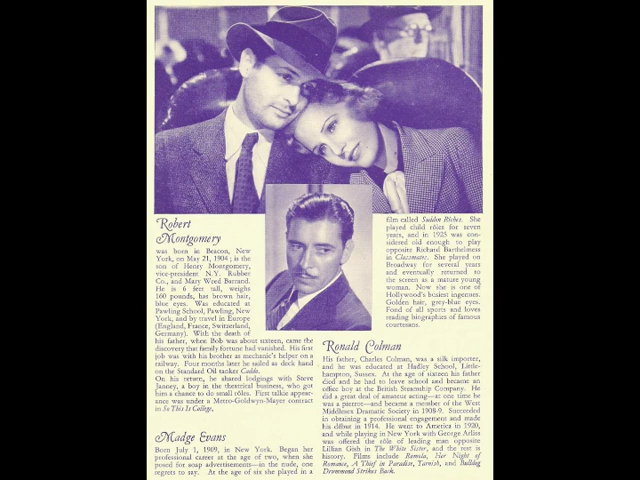 Robert
Montgomery
was born in Beacon, New
York, on May 21, 1904; is the
son of Henry Montgomery,
vice-president N.Y. Rubber
Co., and Mary Weed Barrand.
He is 6 feet tall, weighs
160 pounds, has brown hair,
blue eyes. Was educated at
Pawling School, Pawling, New
York, and by travel in Europe
(England, France, Switzerland,
Germany). With the death of
his father, when Bob was about sixteen, came the
discovery that family fortune had vanished. His first
job was with his brother as mechanic's helper on a
railway. Four months later he sailed as deck hand
on the Standard Oil tanker Caddo.
On his return, he shared lodgings with Steve
Janney, a boy in the theatrical business, who got
him a chance to do small rôles. First talkie appear-
ance was under a Metro-Goldwyn-Mayer contract
in So This Is College.
Madge Evans
Born July 1, 1909, in New York. Began her
professional career at the age of two, when she
posed for soap advertisements—in the nude, one
regrets to say. At the age of six she played in a
film called Sudden Riches. She
played child rôles for seven
years, and in 1925 was con-
sidered old enough to play
opposite Richard Barthelmess
in Classmates. She played on
Broadway for several years
and eventually returned to
the screen as a mature young
woman. Now she is one of
Hollywood's busiest ingenues.
Golden hair, grey-blue eyes.
Fond of all sports and loves
reading biographies of famous
courtesans.
Ronald Colman
His father, Charles Colman, was a silk importer,
and he was educated at Hadley School, Little-
hampton, Sussex. At the age of sixteen his father
died and he had to leave school and became an
office boy at the British Steamship Company. He
did a great deal of amateur acting—at one time he
was a pierrot—and became a member of the West
Middlesex Dramatic Society in 1908-9. Succeeded
in obtaining a professional engagement and made
his début in 1914. He went to America in 1920,
and while playing in New York with George Arliss
was offered the rôle of leading man opposite
Lillian Gish in The White Sister, and the rest is
history. Films include Romola, Her Night of
Romance, A Thief in Paradise, Tarnish, and Bulldog
Drummond Strikes Back.